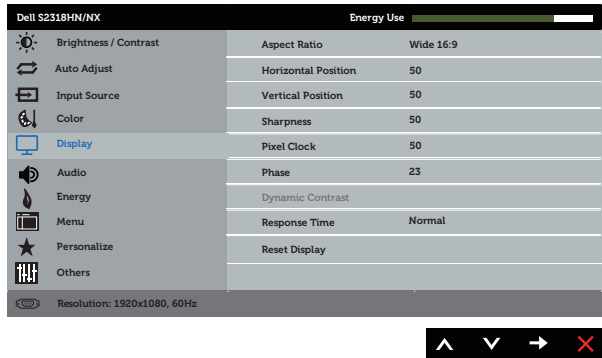 Dell S2318HN/NX Energy Use
Brightness / Contrast
Auto Adjust
Input Source
Color
Display
Audio
Energy
Menu
Personalize
Others
Aspect Ratio Wide 16:9
Horizontal Position 50
Vertical Position 50
Sharpness 50
Pixel Clock 50
Phase 23
Dynamic Contrast
Response Time Normal
Reset Display
Resolution: 1920x1080, 60Hz